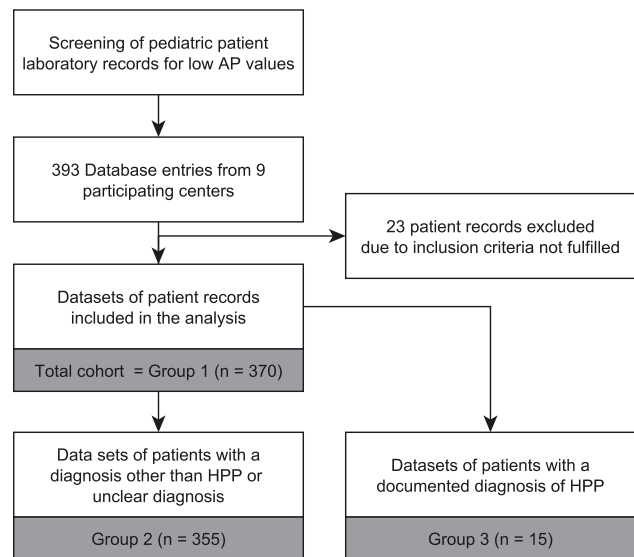 Screening of pediatric patient
laboratory records for low AP values
393 Database entries from 9
participating centers
23 patient records excluded
due to inclusion criteria not fulfilled
Datasets of patient records
included in the analysis
Total cohort = Group 1 (n = 370)
Data sets of patients with a
diagnosis other than HPP or
unclear diagnosis
Group 2 (n = 355)
Datasets of patients with a
documented diagnosis of HPP
Group 3 (n = 15)